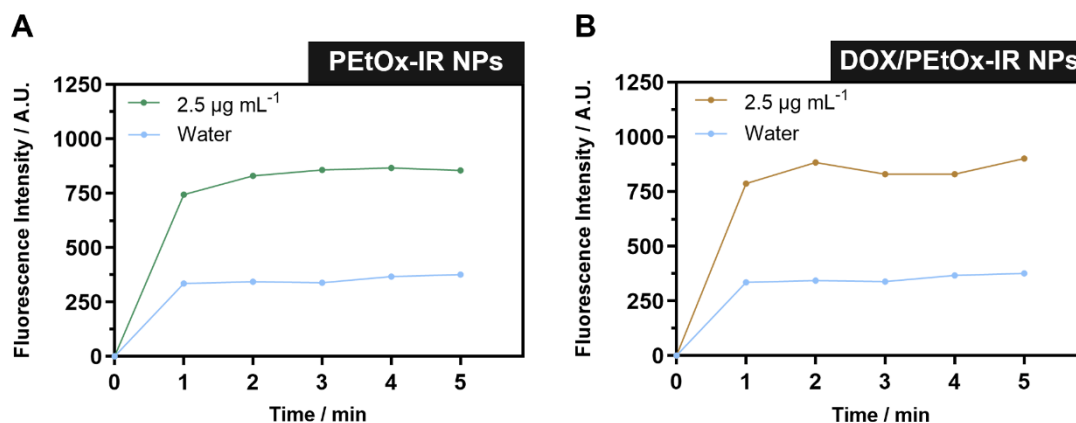 A
PEtOx-IR NPs
1250
1000
750
500
250
0
Fluorescence Intensity / A.U.
2.5 µg mL⁻¹
Water
0 1 2 3 4 5
Time / min
B
DOX/PEtOx-IR NPs
1250
1000
750
500
250
0
Fluorescence Intensity / A.U.
2.5 µg mL⁻¹
Water
0 1 2 3 4 5
Time / min